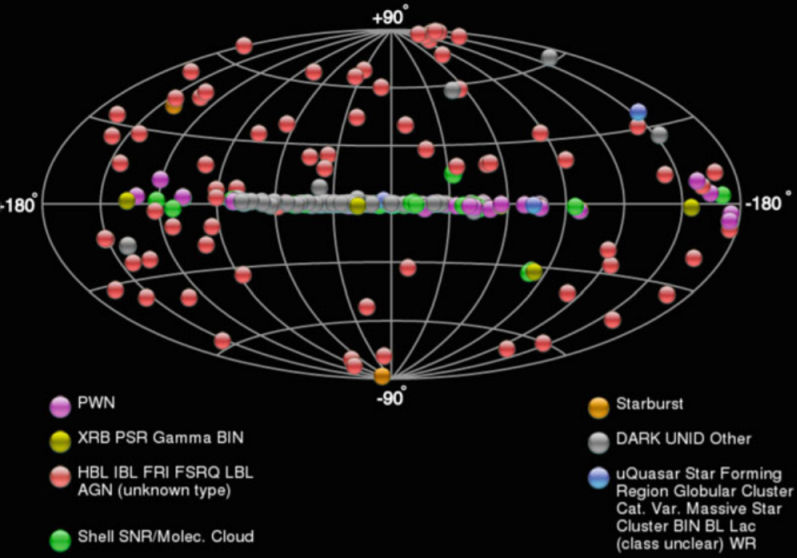 +90°
+180°
-180°
-90°
PWN
XRB PSR Gamma BIN
HBL IBL FRI FSRQ LBL
AGN (unknown type)
Shell SNR/Molec. Cloud
Starburst
DARK UNID Other
uQuasar Star Forming
Region Globular Cluster
Cat. Var. Massive Star
Cluster BIN BL Lac
(class unclear) WR